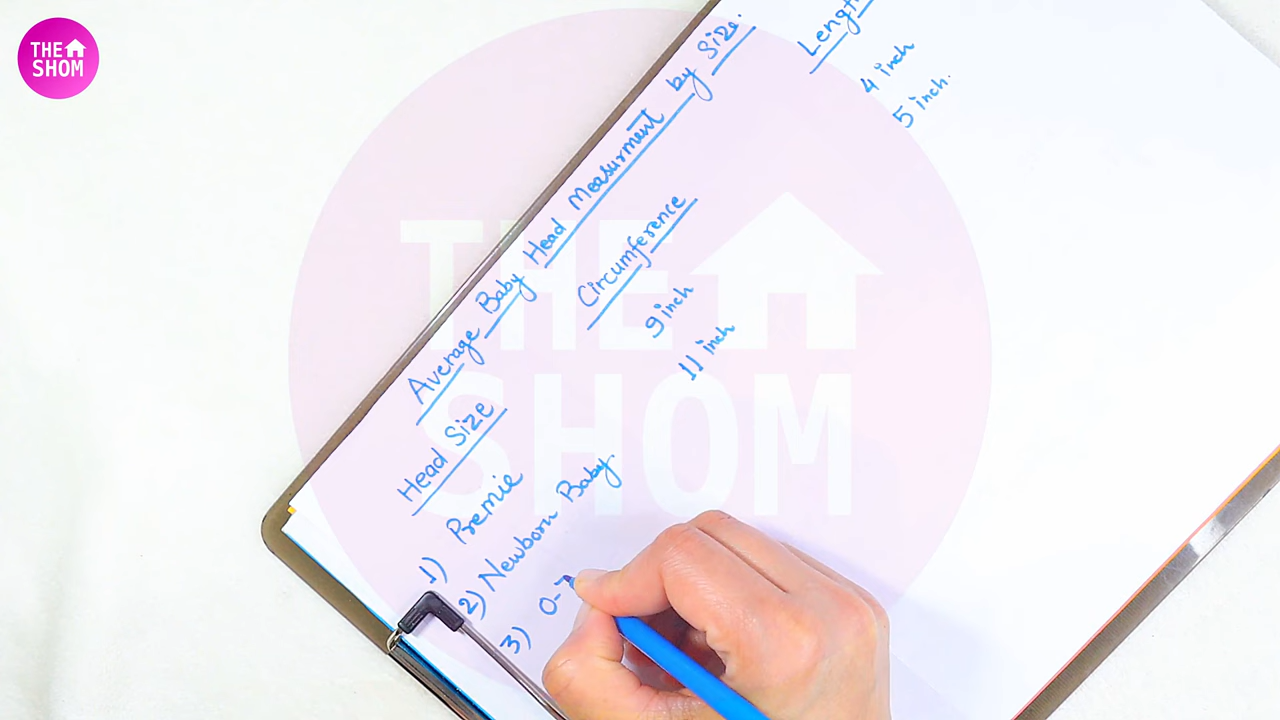 THE
SHOM
Average Baby Head Measurment by Size.
Head Size Circumference Length
1) Premie 9 inch 4 inch
2) Newborn Baby. 11 inch 5 inch.
3) 0-
THE
SHOM